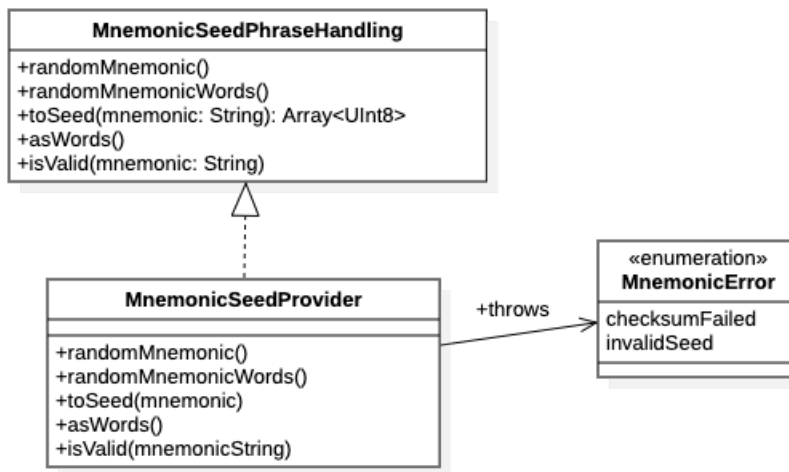 MnemonicSeedPhraseHandling
+randomMnemonic()
+randomMnemonicWords()
+toSeed(mnemonic: String): Array<UInt8>
+asWords()
+isValid(mnemonic: String)
«enumeration»
MnemonicError
checksumFailed
invalidSeed
+throws
MnemonicSeedProvider
+randomMnemonic()
+randomMnemonicWords()
+toSeed(mnemonic)
+asWords()
+isValid(mnemonicString)